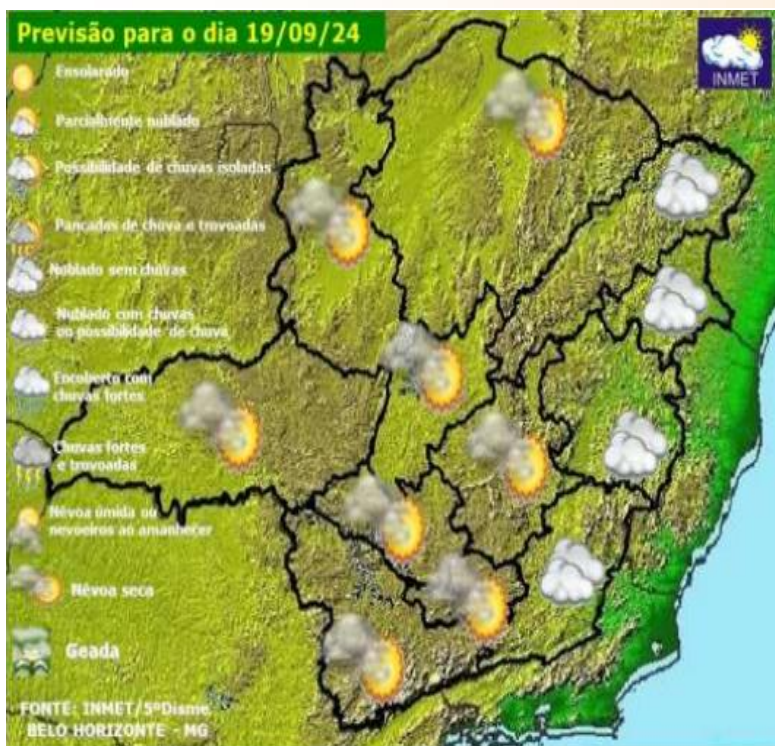 Previsão para o dia 19/09/24
INMET
Ensolarado
Parcialmente nublado
Possibilidade de chuvas isoladas
Pancadas de chuva e trovoadas
Nublado sem chuvas
Nublado com chuvas
ou possibilidade de chuva
Encoberto com
chuvas fortes
Chuvas fortes
e trovoadas
Névoa úmida ou
nevoeiros ao amanhecer
Névoa seca
Geada
FONTE: INMET/5ºDisme
BELO HORIZONTE - MG